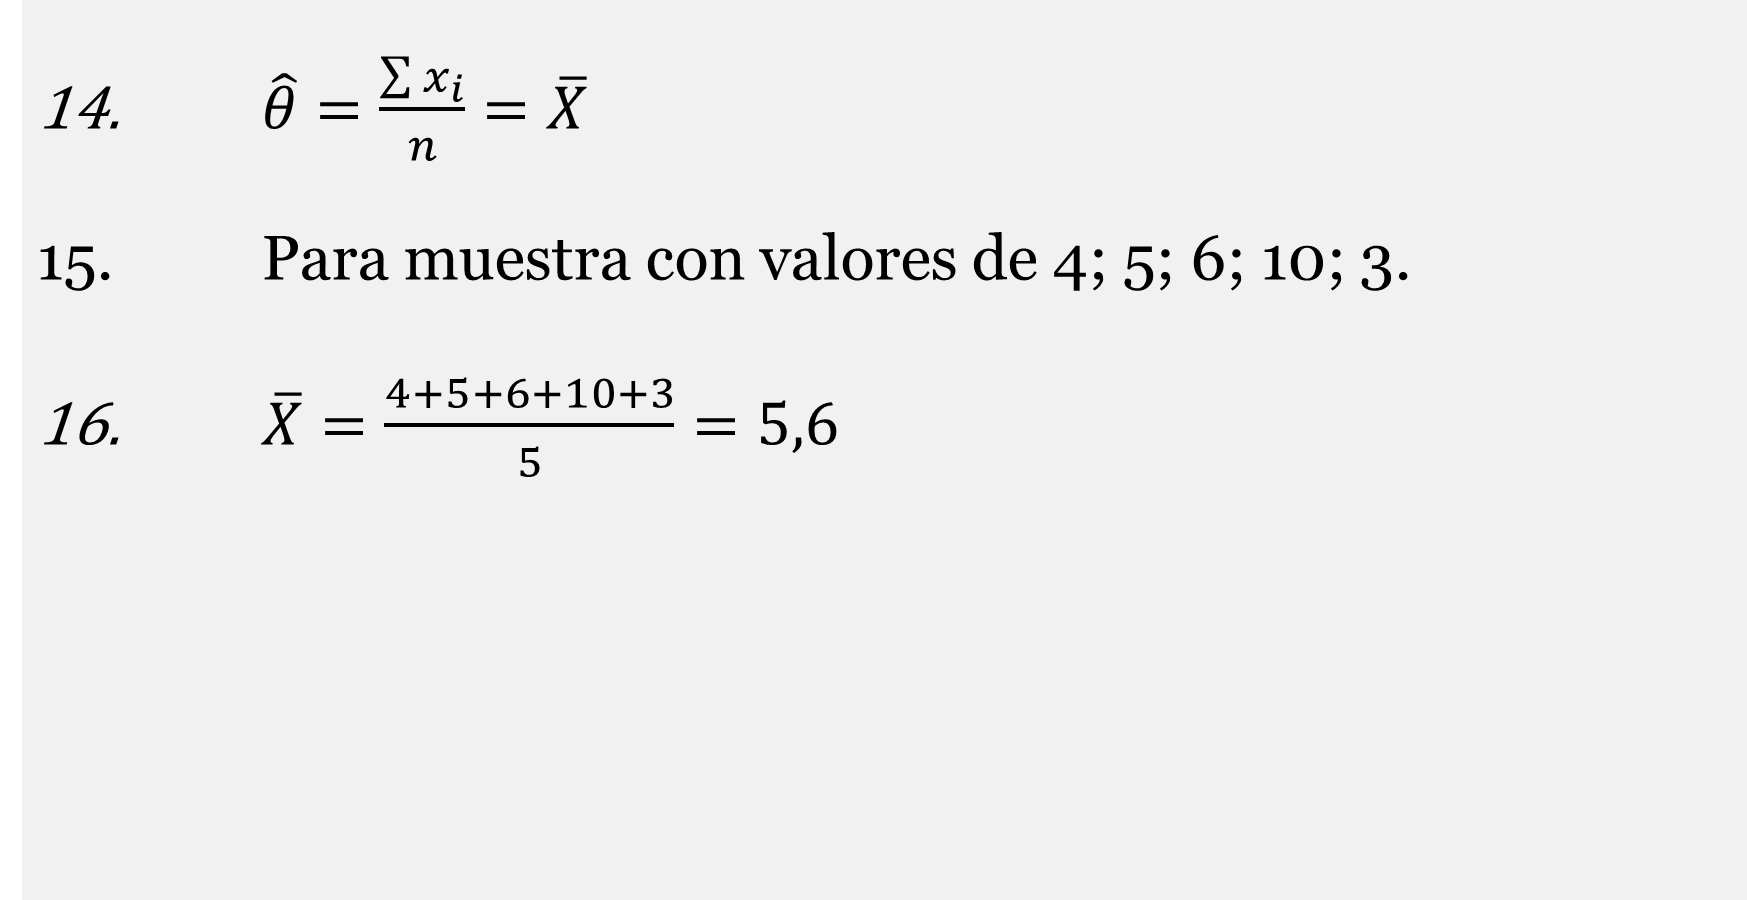 14. θ̂ = ∑ xᵢ / n = X̅
15. Para muestra con valores de 4; 5; 6; 10; 3.
16. X̅ = 4+5+6+10+3 / 5 = 5,6